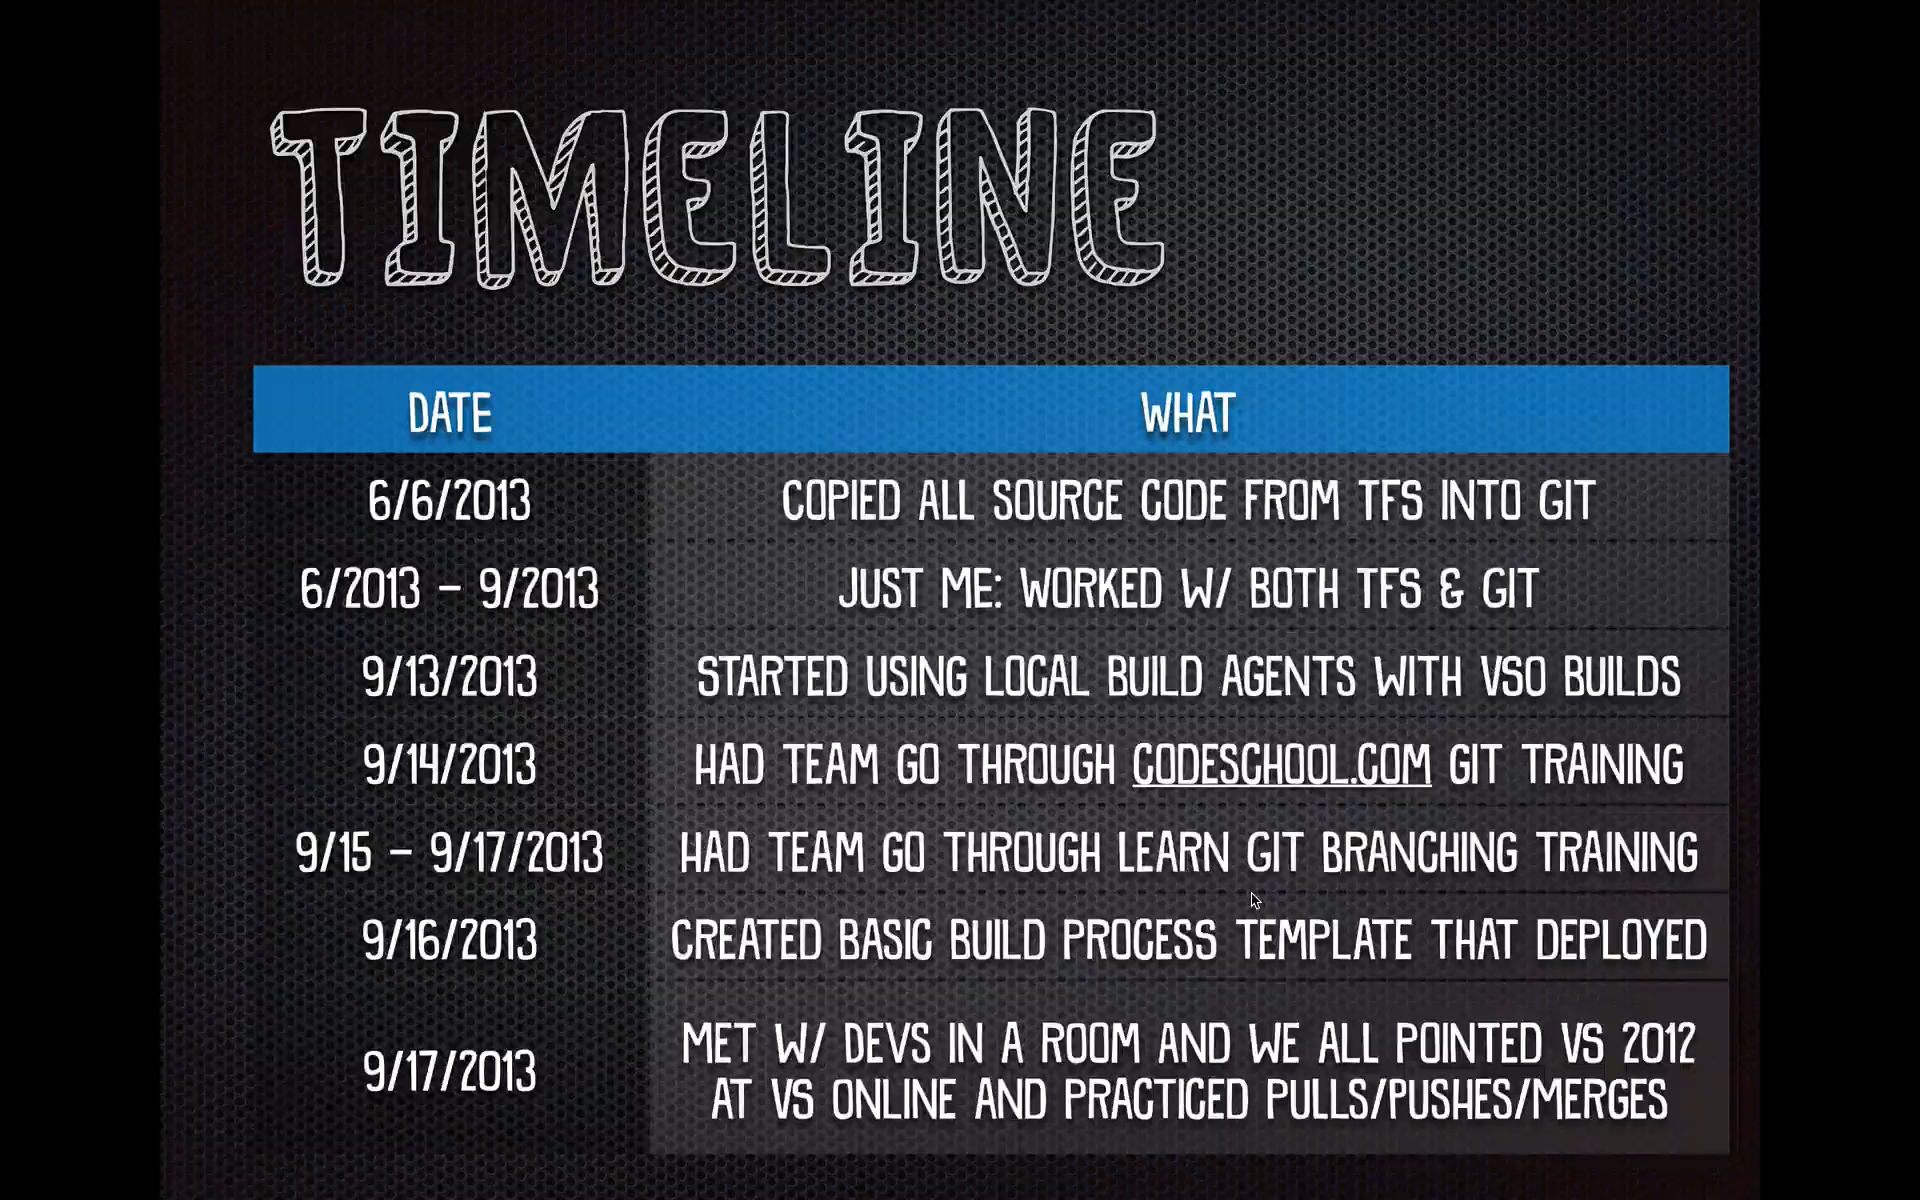 TIMELINE
DATE WHAT
6/6/2013 COPIED ALL SOURCE CODE FROM TFS INTO GIT
6/2013 – 9/2013 JUST ME: WORKED W/ BOTH TFS & GIT
9/13/2013 STARTED USING LOCAL BUILD AGENTS WITH VSO BUILDS
9/14/2013 HAD TEAM GO THROUGH CODESCHOOL.COM GIT TRAINING
9/15 – 9/17/2013 HAD TEAM GO THROUGH LEARN GIT BRANCHING TRAINING
9/16/2013 CREATED BASIC BUILD PROCESS TEMPLATE THAT DEPLOYED
9/17/2013 MET W/ DEVS IN A ROOM AND WE ALL POINTED VS 2012
AT VS ONLINE AND PRACTICED PULLS/PUSHES/MERGES